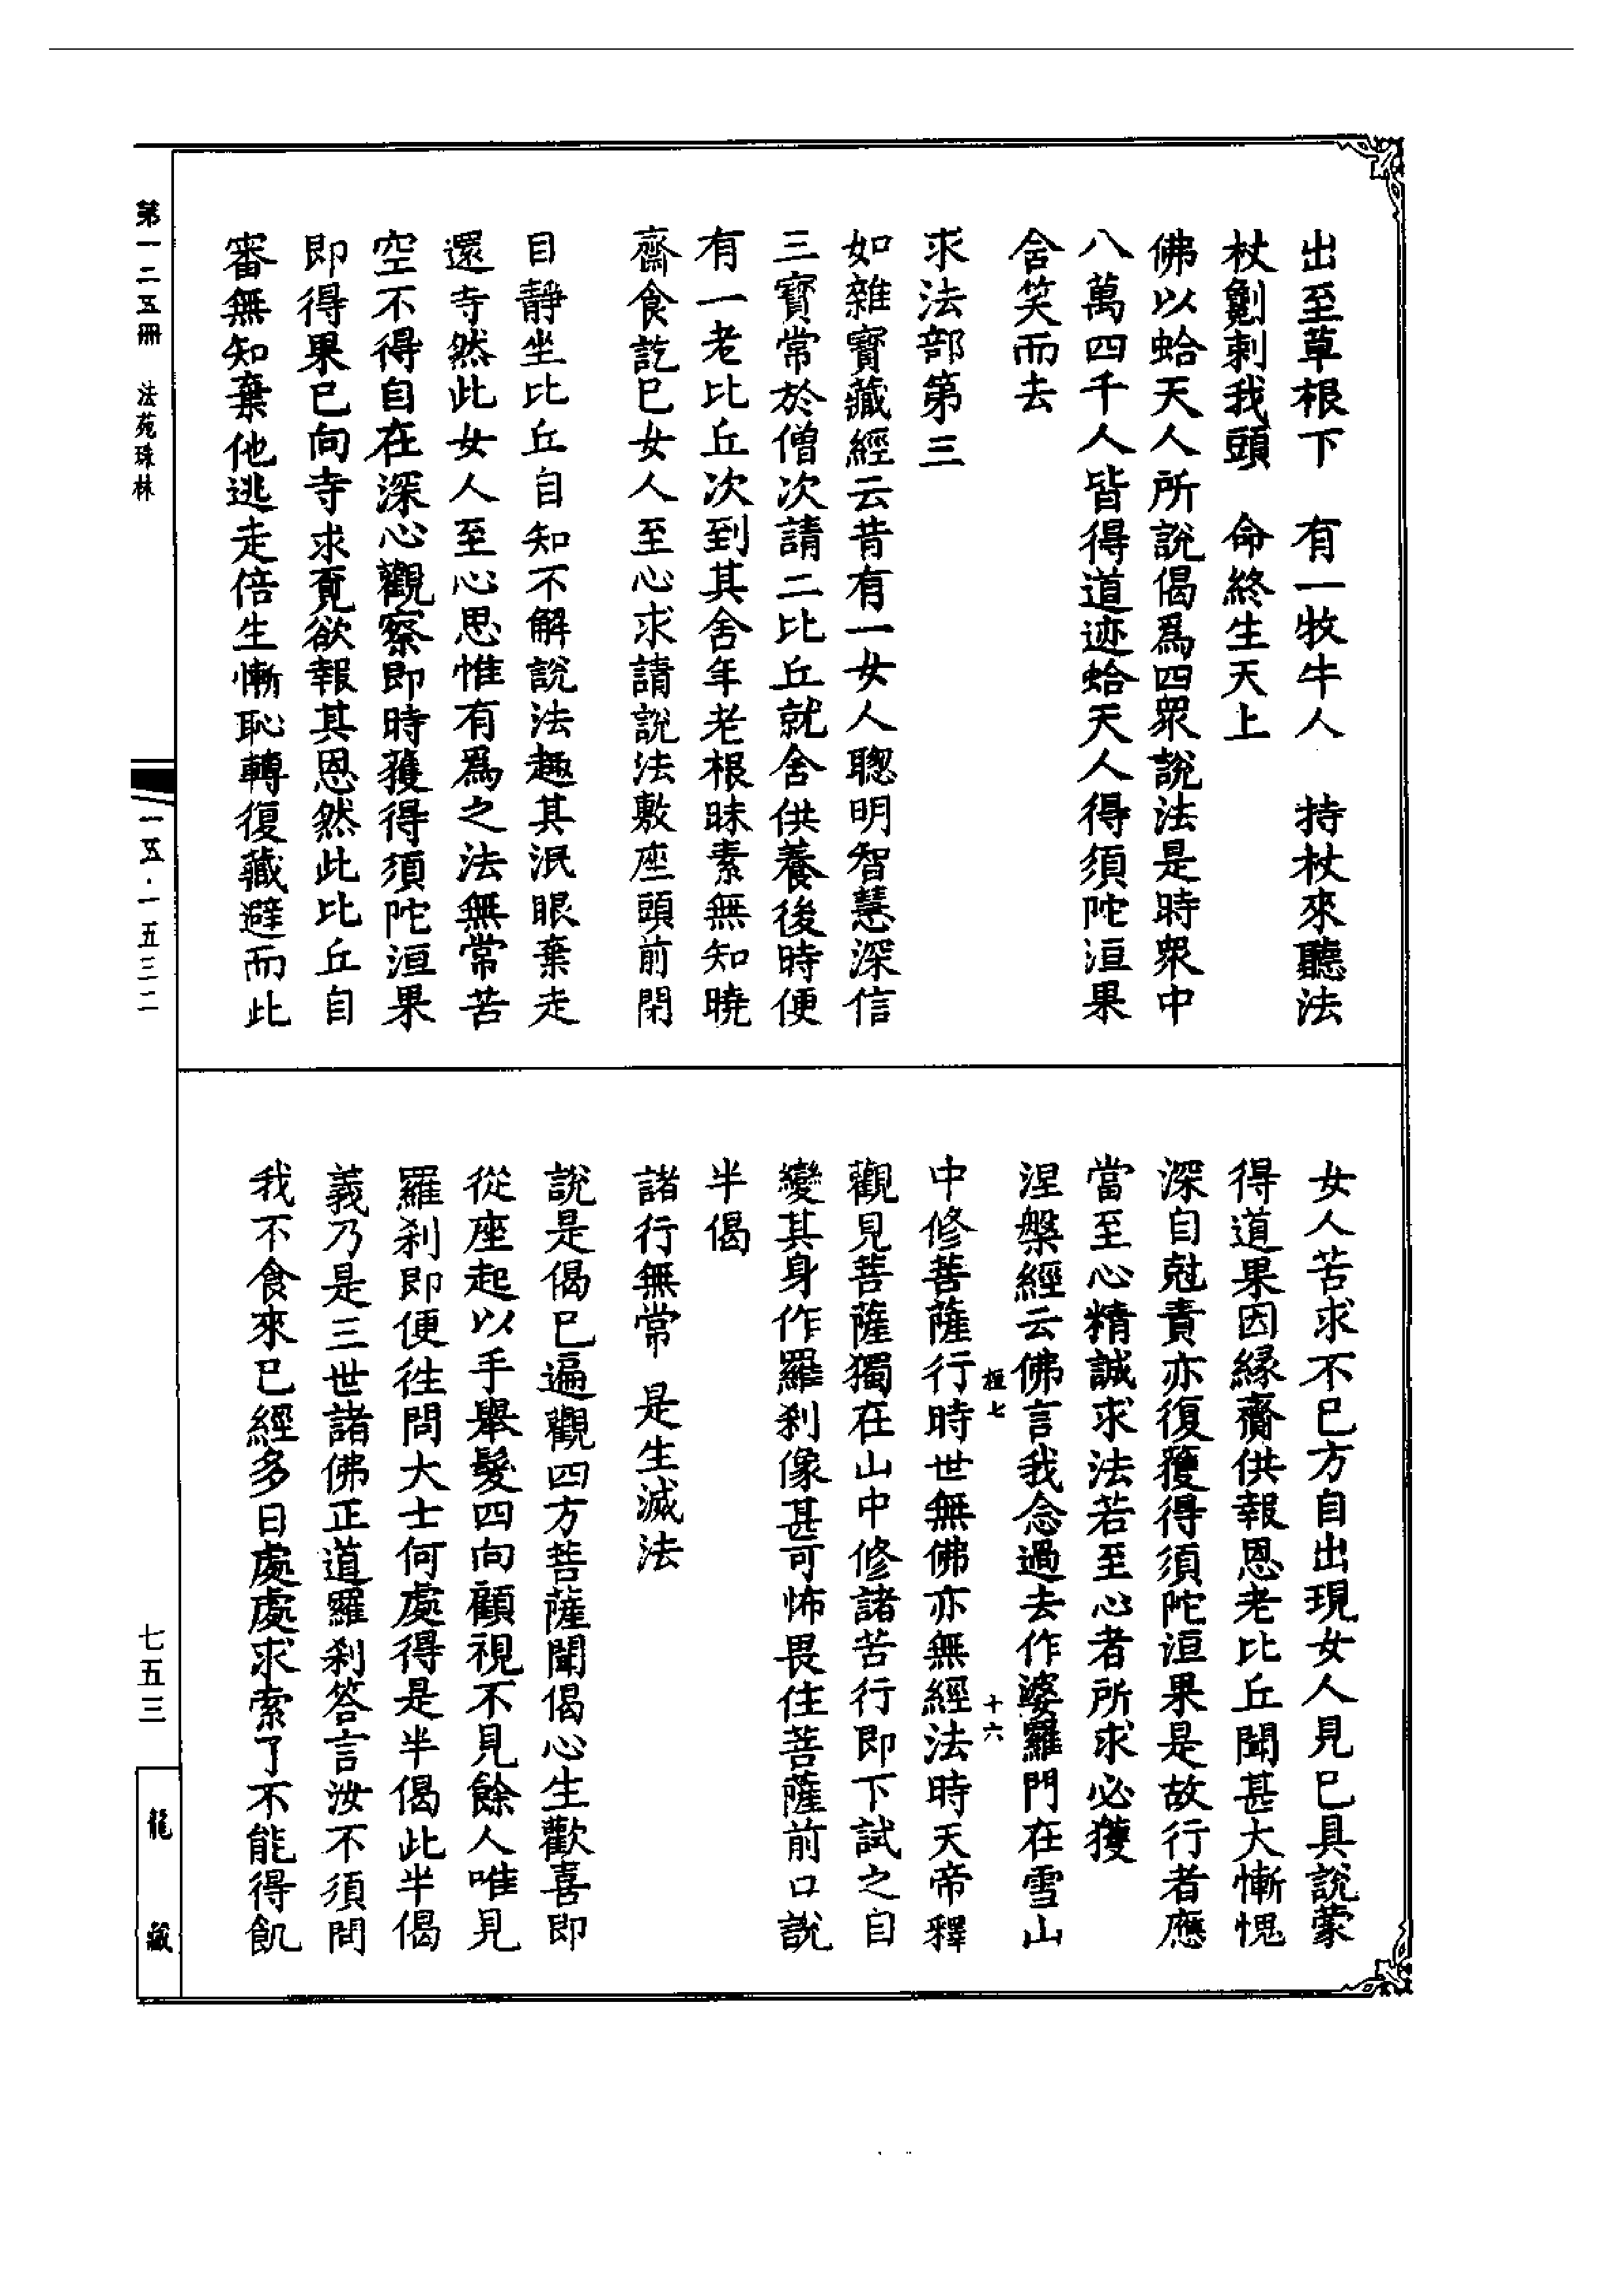 出至草根下　有一牧牛人　持杖來聽法
杖劖刺我頭　命終生天上
佛以蛤天人所說偈爲四眾說法是時眾中
八萬四千人皆得道迹蛤天人得須陀洹果
含笑而去
求法部第三
如雜寶藏經云昔有一女人聰明智慧深信
三寶常於僧次請二比丘就舍供養後時便
有一老比丘次到其舍年老根昧素無知曉
齋食訖已女人至心求請說法敷座頭前閉
目靜坐比丘自知不解說法趣其泯眼棄走
還寺然此女人至心思惟有爲之法無常苦
空不得自在深心觀察即時獲得須陀洹果
即得果已向寺求覓欲報其恩然此比丘自
審無知棄他逃走倍生慚恥轉復藏避而此
女人苦求不已方自出現女人見已具說蒙
得道果因緣齋供報恩老比丘聞甚大慚愧
深自尅責亦復獲得須陀洹果是故行者應
當至心精誠求法若至心者所求必獲
涅槃經云佛言我念過去作婆羅門在雪山
十六
中修菩薩行時世無佛亦無經法時天帝釋
觀見菩薩獨在山中修諸苦行即下試之自
變其身作羅剎像甚可怖畏住菩薩前口說
半偈
諸行無常　是生滅法
說是偈已遍觀四方菩薩聞偈心生歡喜即
從座起以手舉髮四向顧視不見餘人唯見
羅剎即便往問大士何處得是半偈此半偈
義乃是三世諸佛正道羅剎答言汝不須問
我不食來已經多日處處求索了不能得飢
第一二五冊　法苑珠林
一五·一五三二
七五三
龍藏